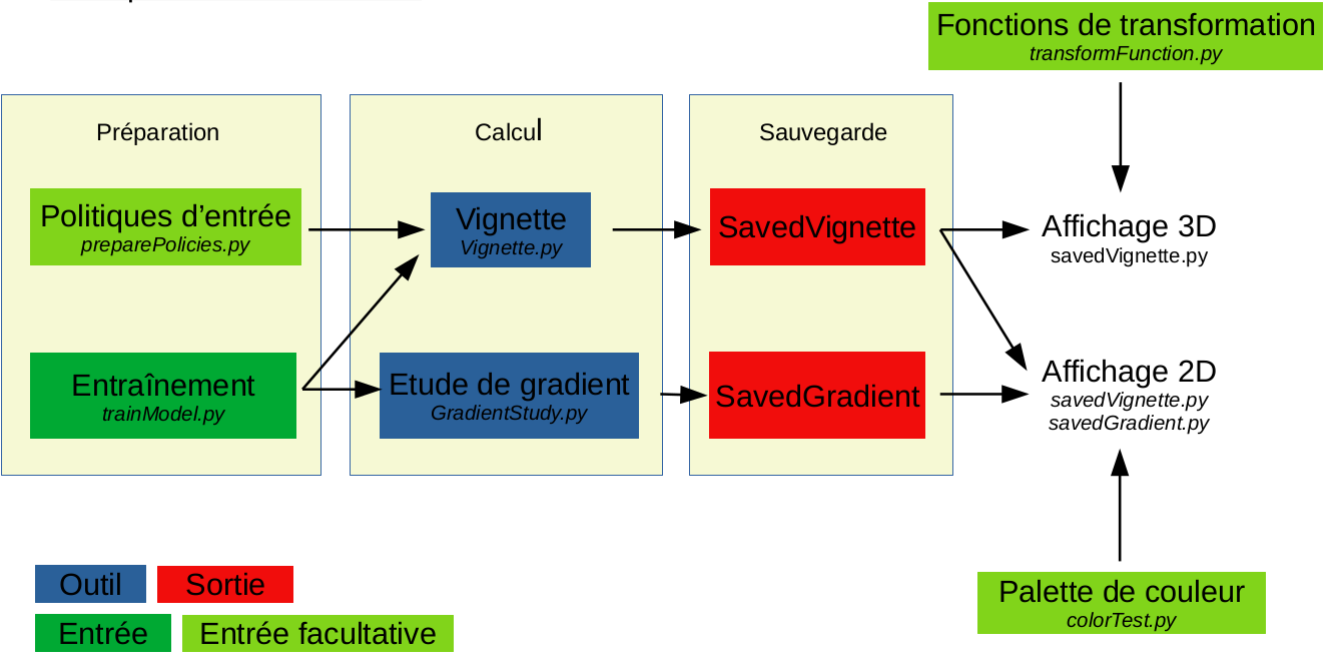 Fonctions de transformation
transformFunction.py
Préparation
Calcul
Sauvegarde
Politiques d'entrée
preparePolicies.py
Vignette
Vignette.py
SavedVignette
Affichage 3D
savedVignette.py
Entraînement
trainModel.py
Etude de gradient
GradientStudy.py
SavedGradient
Affichage 2D
savedVignette.py
savedGradient.py
Outil
Sortie
Entrée
Entrée facultative
Palette de couleur
colorTest.py